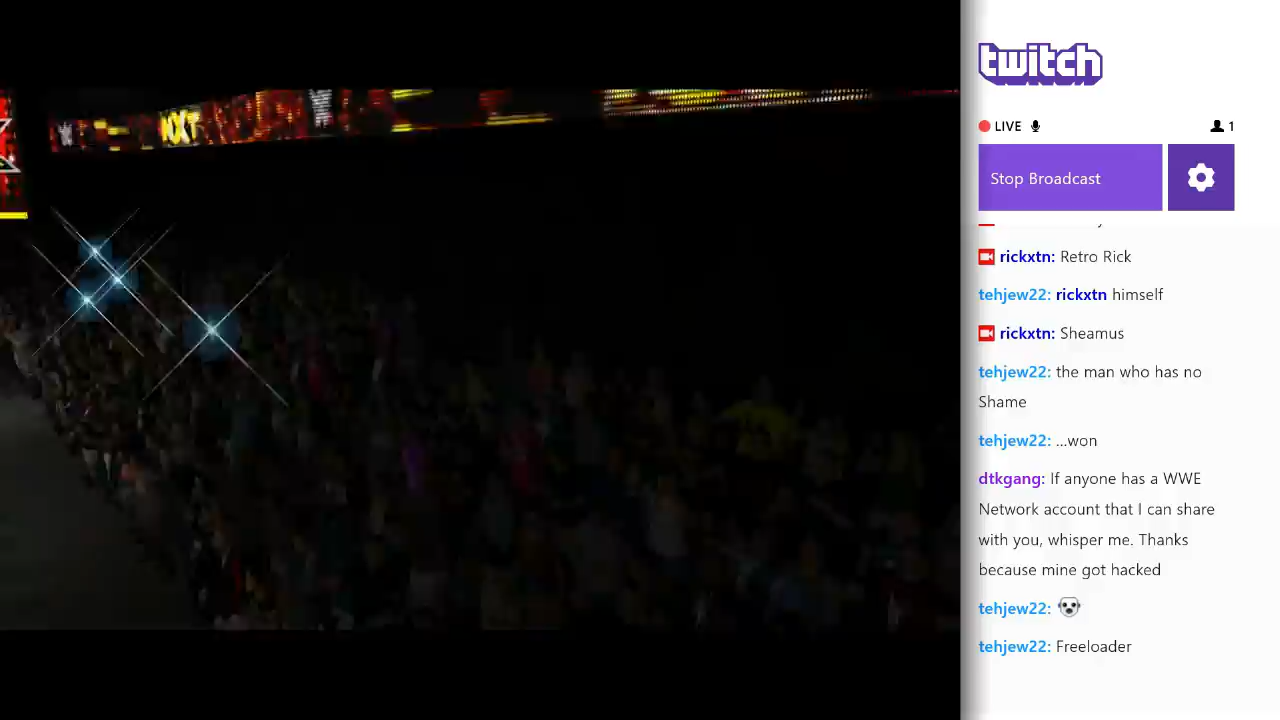 NXT
twitch
LIVE
1
Stop Broadcast
rickxtn: Retro Rick
tehjew22: rickxtn himself
rickxtn: Sheamus
tehjew22: the man who has no
Shame
tehjew22: ...won
dtkgang: If anyone has a WWE
Network account that I can share
with you, whisper me. Thanks
because mine got hacked
tehjew22:
tehjew22: Freeloader